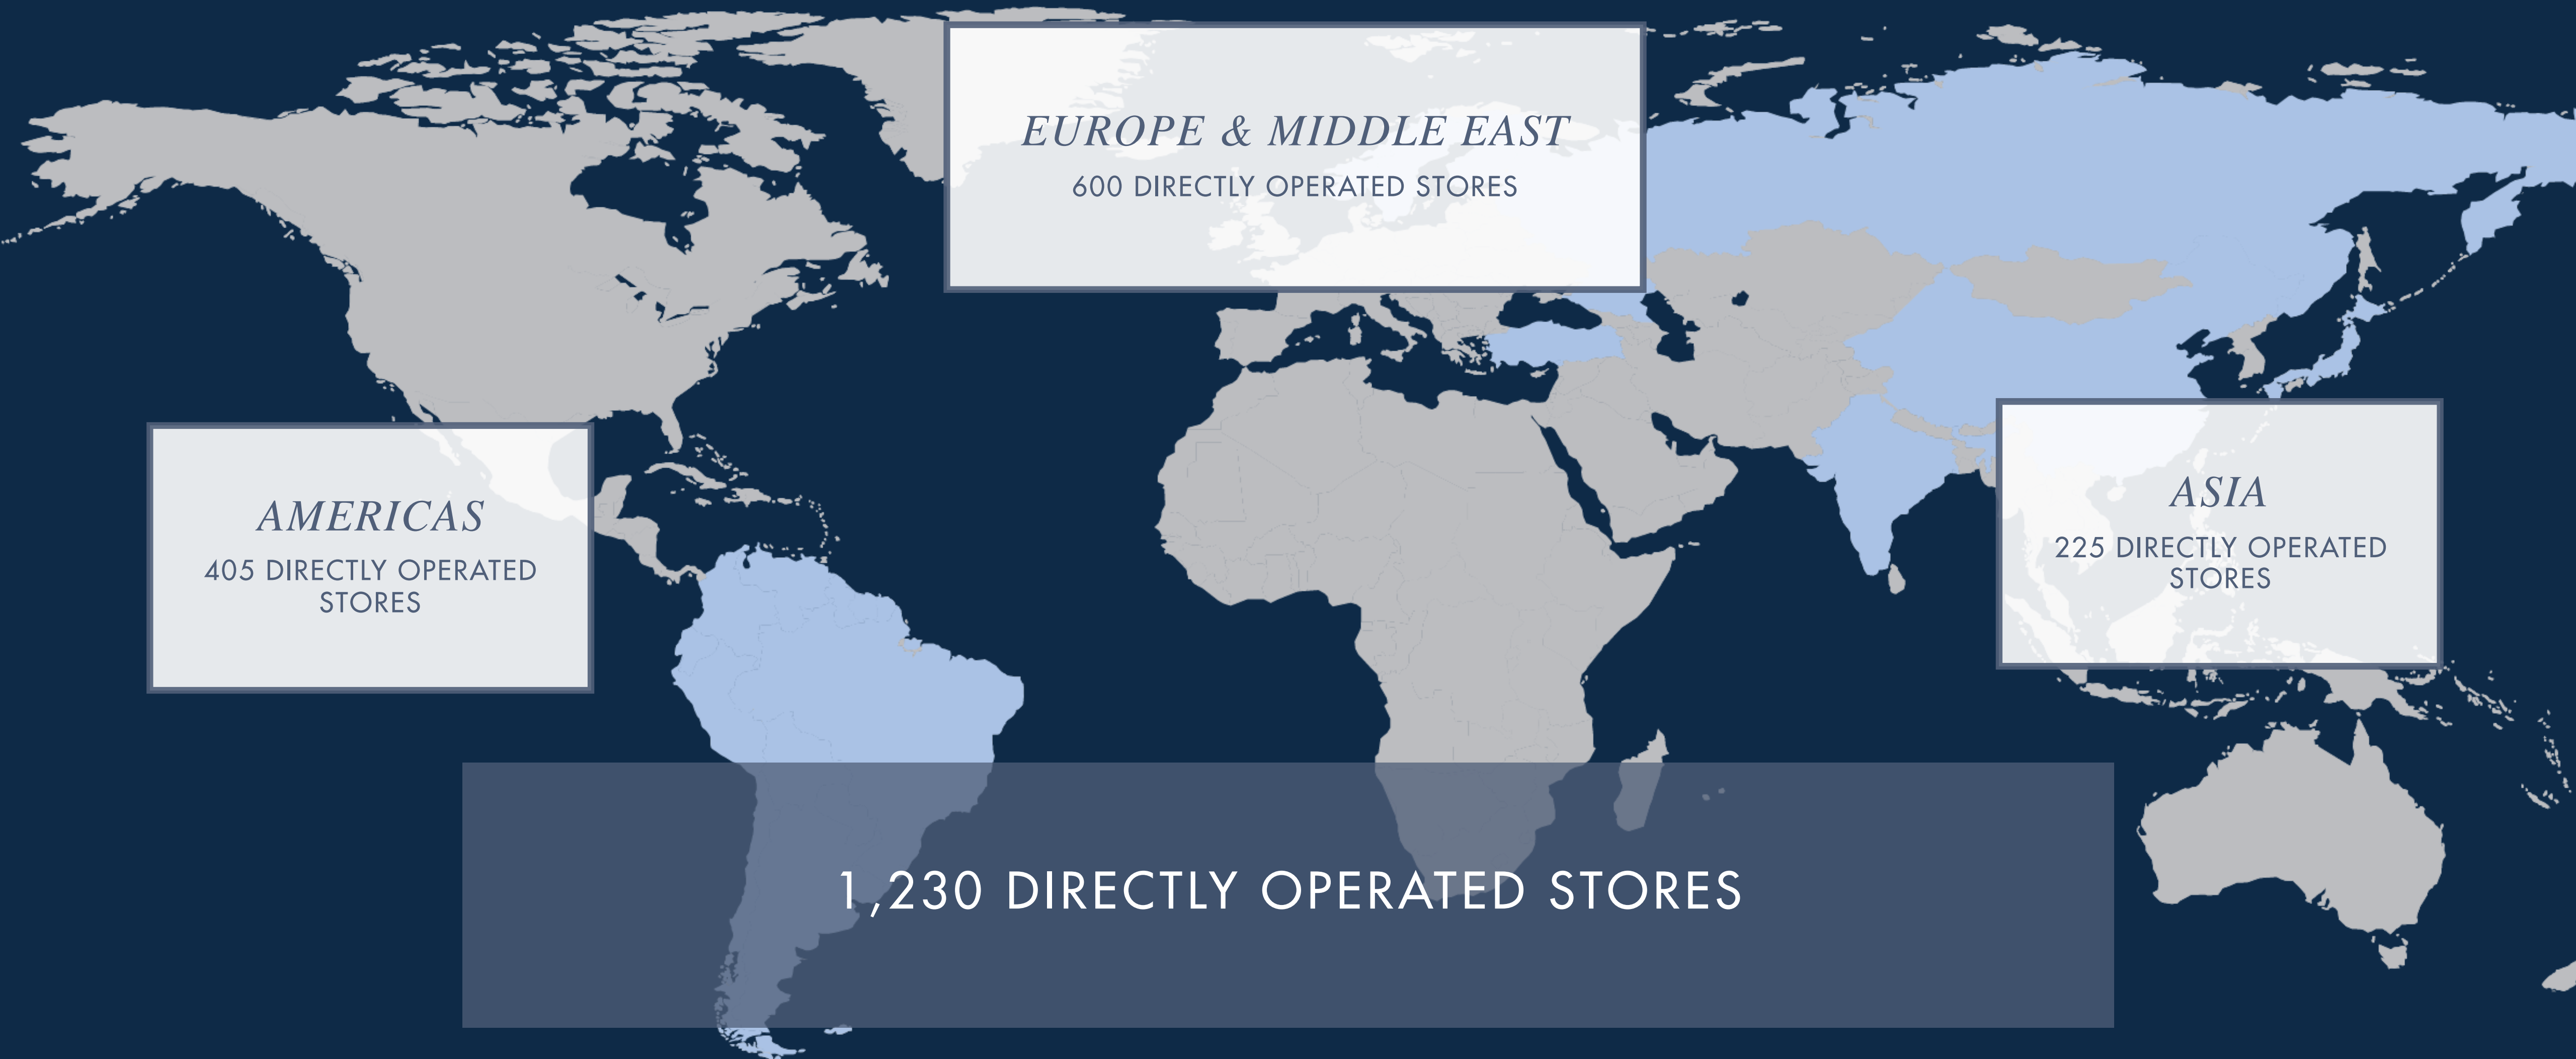 EUROPE & MIDDLE EAST
600 DIRECTLY OPERATED STORES
AMERICAS
405 DIRECTLY OPERATED
STORES
ASIA
225 DIRECTLY OPERATED
STORES
1,230 DIRECTLY OPERATED STORES